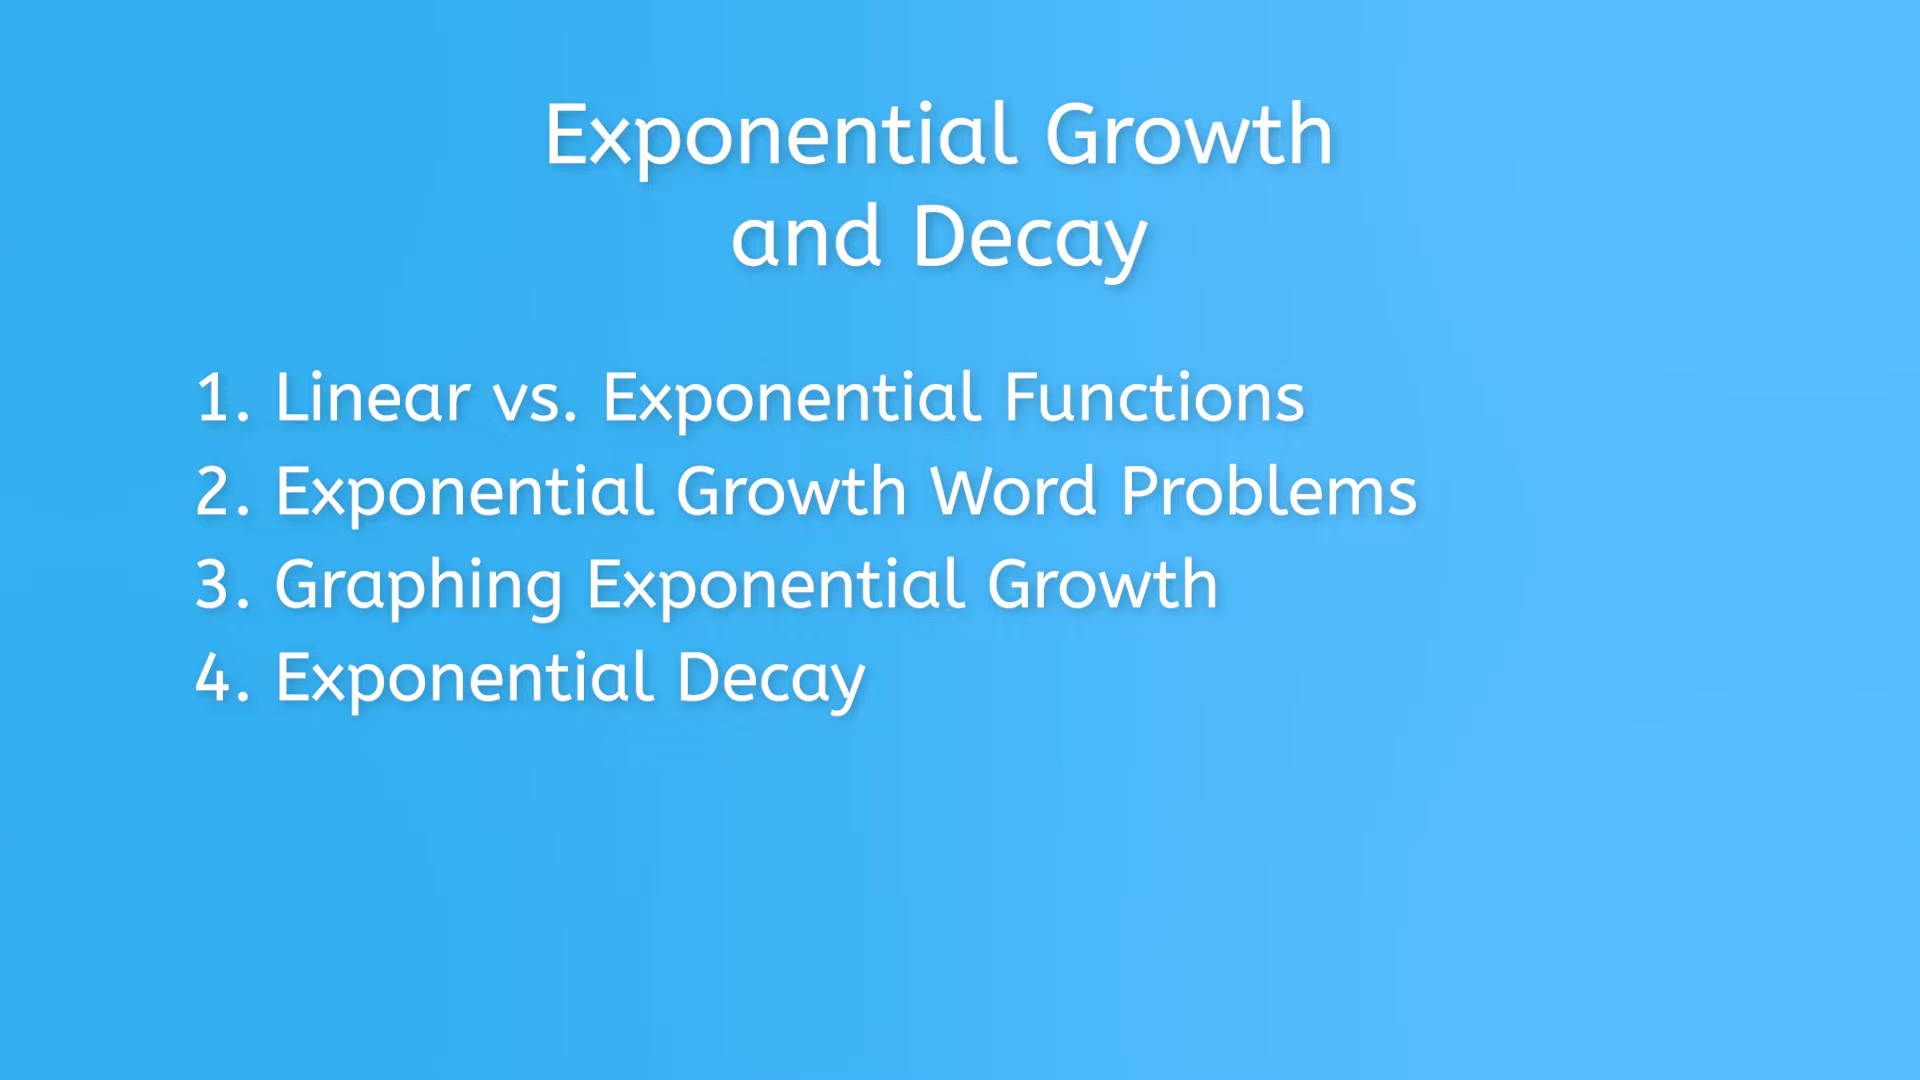 Exponential Growth
and Decay
1. Linear vs. Exponential Functions
2. Exponential Growth Word Problems
3. Graphing Exponential Growth
4. Exponential Decay